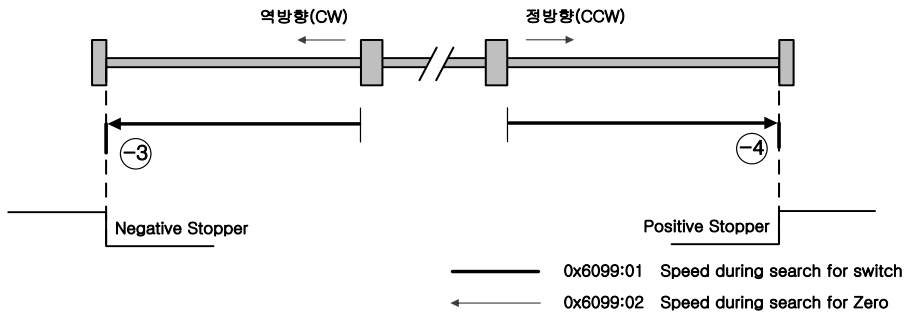 역방향(CW)
정방향(CCW)
-3
-4
Negative Stopper
Positive Stopper
0x6099:01 Speed during search for switch
0x6099:02 Speed during search for Zero